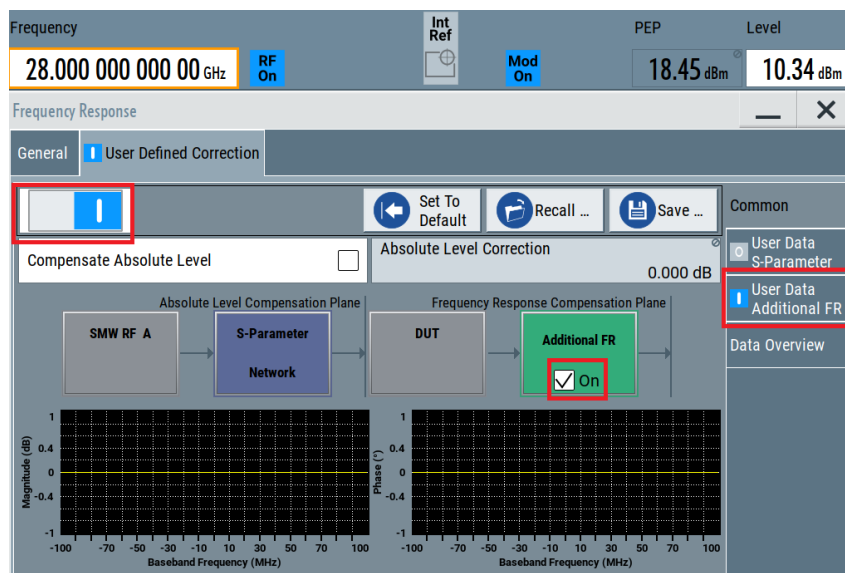 Frequency
Int
Ref
PEP
Level
28.000 000 000 00 GHz
RF
On
Mod
On
18.45 dBm
10.34 dBm
Frequency Response
General
User Defined Correction
Set To
Default
Recall ...
Save ...
Common
Compensate Absolute Level
Absolute Level Correction
0.000 dB
User Data
S-Parameter
User Data
Additional FR
Data Overview
Absolute Level Compensation Plane
Frequency Response Compensation Plane
SMW RF A
S-Parameter
Network
DUT
Additional FR
On
1
0.4
0
-0.4
-1
Magnitude (dB)
-100 -70 -50 -30 -10 10 30 50 70 100
Baseband Frequency (MHz)
1
0.4
0
-0.4
-1
Phase (°)
-100 -70 -50 -30 -10 10 30 50 70 100
Baseband Frequency (MHz)